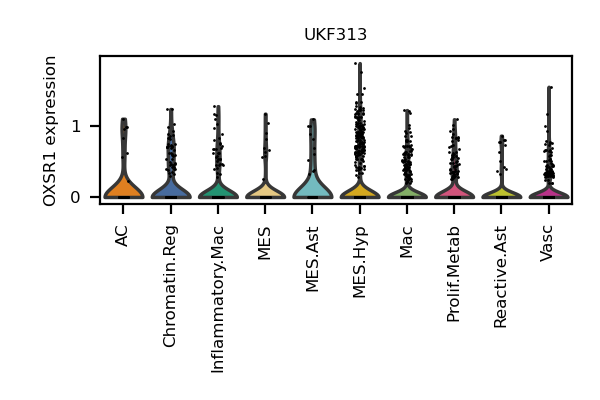 UKF313
OXSR1 expression
1
0
AC
Chromatin.Reg
Inflammatory.Mac
MES
MES.Ast
MES.Hyp
Mac
Prolif.Metab
Reactive.Ast
Vasc